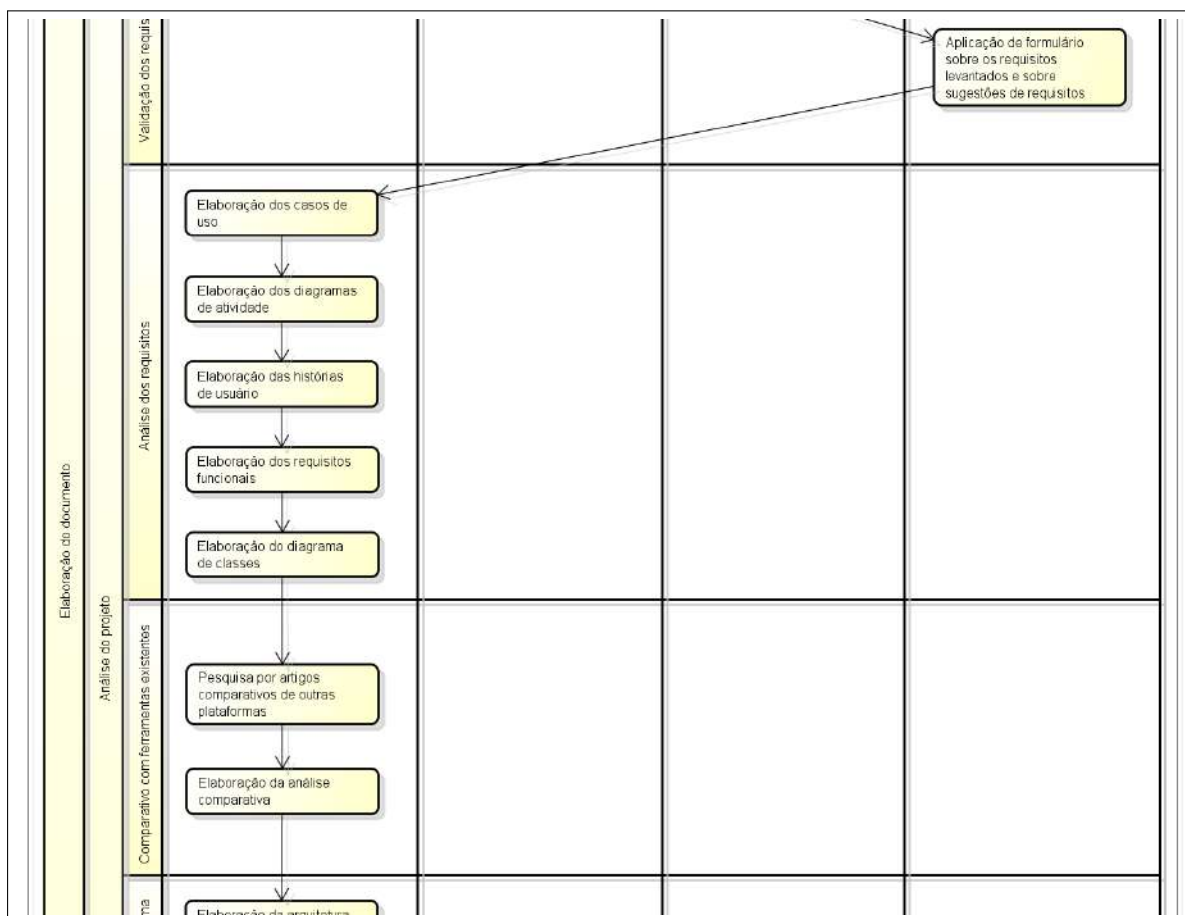 Elaboração do documento
Análise do projeto
Validação dos
Aplicação de formulário
sobre os requisitos
levantados e sobre
sugestões de requisitos
Análise dos requisitos
Elaboração dos casos de
uso
Elaboração dos diagramas
de atividade
Elaboração das histórias
de usuário
Elaboração dos requisitos
funcionais
Elaboração do diagrama
de classes
Comparativo com ferramentas existentes
Pesquisa por artigos
comparativos de outras
plataformas
Elaboração da análise
comparativa
Elaboração da arquitetura